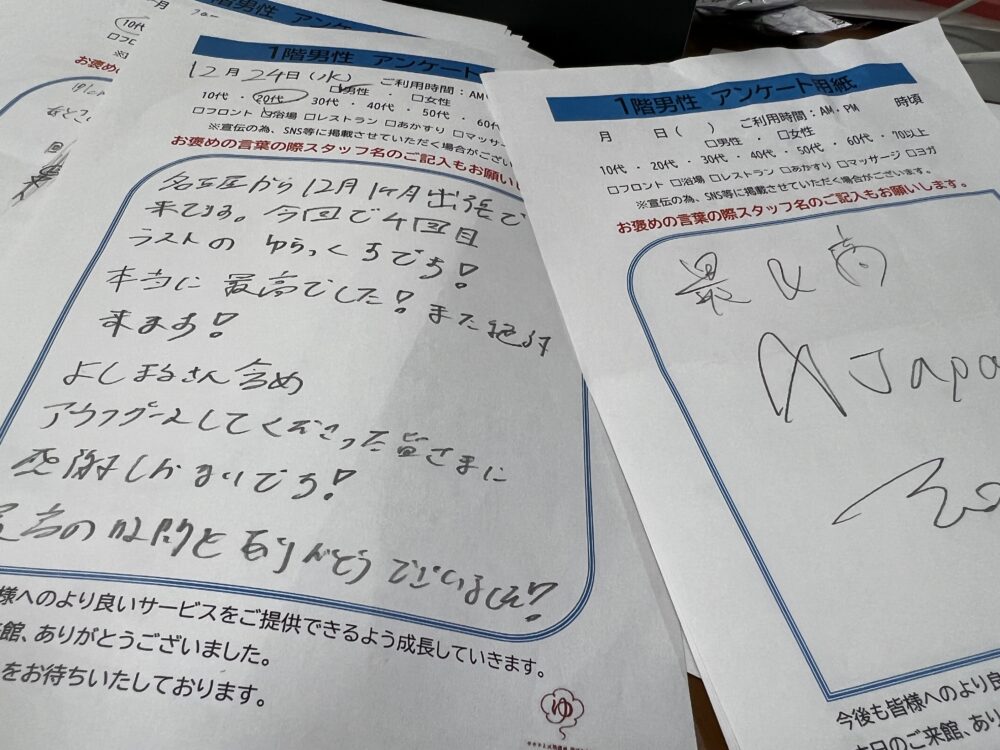 10代
1階男性 アンケート
12月24日(水) □男性 ・ □女性 ご利用時間：AM・
10代 ・ 20代 ・ 30代 ・ 40代 ・ 50代 ・ 60代
□フロント □浴場 □レストラン □あかすり □マッサー
※宣伝の為、SNS等に掲載させていただく場合がござい
お褒めの言葉の際スタッフ名のご記入もお願いし
名古屋から12月1ヶ月出張で
来てます。今回で4回目
ラストの ゆらっくすです!
本当に 最高でした! また絶対
来ます!
よしまるさん含め
アウフグースしてくださった皆さまに
感謝しかないです!
最高の時間を ありがとうございました!
様へのより良いサービスをご提供できるよう成長していきます。
館、ありがとうございました。
をお待ちいたしております。
ゆ
1階男性 アンケート用紙
月 日( ) □男性 ・ □女性 ご利用時間：AM・PM 時頃
10代 ・ 20代 ・ 30代 ・ 40代 ・ 50代 ・ 60代 ・ 70以上
□フロント □浴場 □レストラン □あかすり □マッサージ □ヨガ
※宣伝の為、SNS等に掲載させていただく場合がございます。
お褒めの言葉の際スタッフ名のご記入もお願いします。
最&高
X Japa
今後も皆様へのより良い
本日のご来館、あり